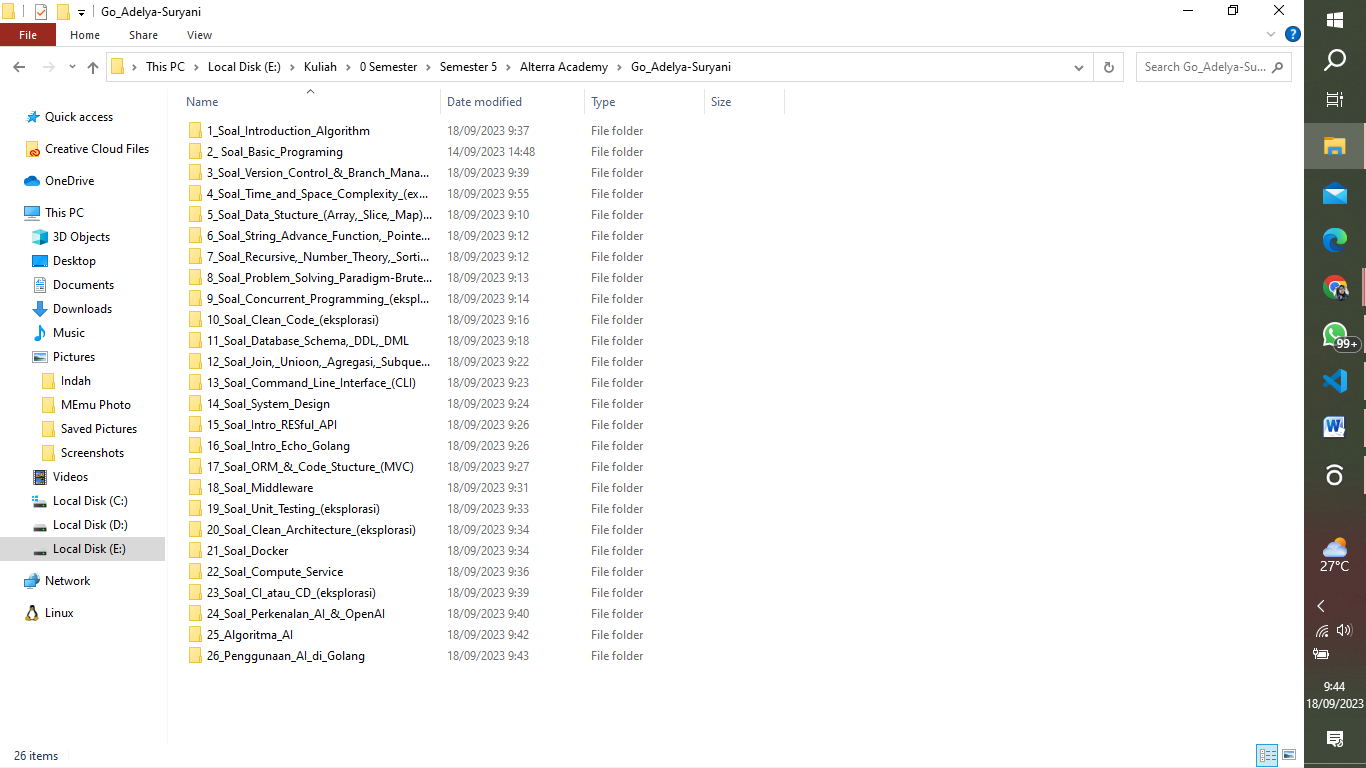 Go_Adelya-Suryani
File Home Share View
This PC Local Disk (E:) Kuliah 0 Semester Semester 5 Alterra Academy Go_Adelya-Suryani
Search Go_Adelya-Su...
Quick access
Creative Cloud Files
OneDrive
This PC
3D Objects
Desktop
Documents
Downloads
Music
Pictures
Indah
MEmu Photo
Saved Pictures
Screenshots
Videos
Local Disk (C:)
Local Disk (D:)
Local Disk (E:)
Network
Linux
Name Date modified Type Size
1_Soal_Introduction_Algorithm 18/09/2023 9:37 File folder
2_ Soal_Basic_Programing 14/09/2023 14:48 File folder
3_Soal_Version_Control_&_Branch_Mana... 18/09/2023 9:39 File folder
4_Soal_Time_and_Space_Complexity_(ex... 18/09/2023 9:55 File folder
5_Soal_Data_Stucture_(Array,_Slice,_Map)... 18/09/2023 9:10 File folder
6_Soal_String_Advance_Function,_Pointe... 18/09/2023 9:12 File folder
7_Soal_Recursive,_Number_Theory,_Sorti... 18/09/2023 9:12 File folder
8_Soal_Problem_Solving_Paradigm-Brute... 18/09/2023 9:13 File folder
9_Soal_Concurrent_Programming_(ekspl... 18/09/2023 9:14 File folder
10_Soal_Clean_Code_(eksplorasi) 18/09/2023 9:16 File folder
11_Soal_Database_Schema,_DDL,_DML 18/09/2023 9:18 File folder
12_Soal_Join,_Unioon,_Agregasi,_Subque... 18/09/2023 9:22 File folder
13_Soal_Command_Line_Interface_(CLI) 18/09/2023 9:23 File folder
14_Soal_System_Design 18/09/2023 9:24 File folder
15_Soal_Intro_RESful_API 18/09/2023 9:26 File folder
16_Soal_Intro_Echo_Golang 18/09/2023 9:26 File folder
17_Soal_ORM_&_Code_Stucture_(MVC) 18/09/2023 9:27 File folder
18_Soal_Middleware 18/09/2023 9:31 File folder
19_Soal_Unit_Testing_(eksplorasi) 18/09/2023 9:33 File folder
20_Soal_Clean_Architecture_(eksplorasi) 18/09/2023 9:34 File folder
21_Soal_Docker 18/09/2023 9:34 File folder
22_Soal_Compute_Service 18/09/2023 9:36 File folder
23_Soal_CI_atau_CD_(eksplorasi) 18/09/2023 9:39 File folder
24_Soal_Perkenalan_AI_&_OpenAI 18/09/2023 9:40 File folder
25_Algoritma_AI 18/09/2023 9:42 File folder
26_Penggunaan_AI_di_Golang 18/09/2023 9:43 File folder
26 items
99+
27°C
9:44
18/09/2023